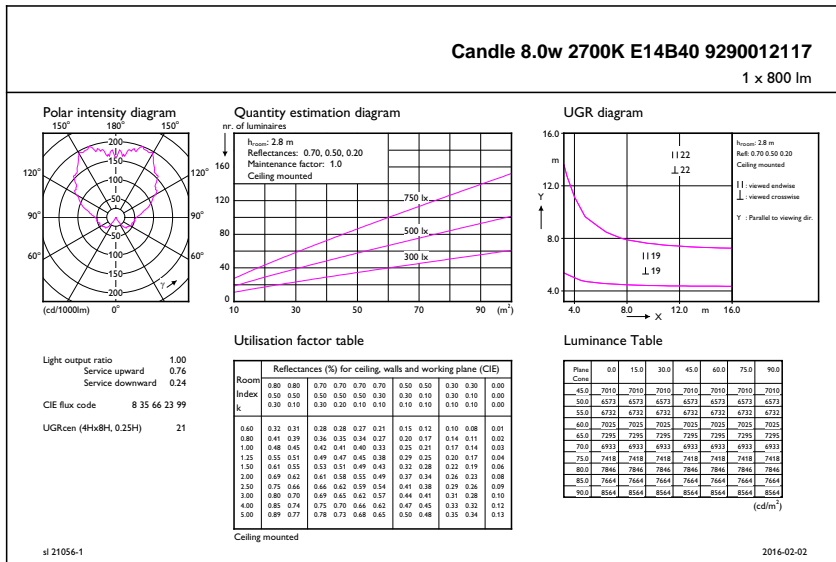 Candle 8.0w 2700K E14B40 9290012117
1 x 800 lm
Polar intensity diagram
150° 180° 150°
200
150
120° 100 120°
50
90° 90°
50
60° 100 60°
150
200
γ
(cd/1000lm) 0°
Quantity estimation diagram
nr. of luminaires
hroom: 2.8 m
Reflectances: 0.70, 0.50, 0.20
Maintenance factor: 1.0
Ceiling mounted
160
120
80
40
0
750 lx
500 lx
300 lx
10 30 50 70 90 (m²)
UGR diagram
16.0
m
12.0
Y
8.0
4.0
II 22
⊥ 22
II 19
⊥ 19
4.0 8.0 12.0 m 16.0
X
hroom: 2.8 m
Refl: 0.70 0.50 0.20
Ceiling mounted
II : viewed endwise
⊥ : viewed crosswise
Y : Parallel to viewing dir.
Light output ratio 1.00
Service upward 0.76
Service downward 0.24
CIE flux code 8 35 66 23 99
UGRcen (4Hx8H, 0.25H) 21
Utilisation factor table
Room Index k
Reflectances (%) for ceiling, walls and working plane (CIE)
0.80 0.80 0.70 0.70 0.70 0.70 0.50 0.50 0.30 0.30 0.00
0.50 0.50 0.50 0.50 0.50 0.30 0.30 0.10 0.30 0.10 0.00
0.30 0.10 0.30 0.20 0.10 0.10 0.10 0.10 0.10 0.10 0.00
0.60 0.32 0.31 0.28 0.28 0.27 0.21 0.15 0.12 0.10 0.08 0.01
0.80 0.41 0.39 0.36 0.35 0.34 0.27 0.20 0.17 0.14 0.11 0.02
1.00 0.48 0.45 0.42 0.41 0.40 0.33 0.25 0.21 0.17 0.14 0.03
1.25 0.55 0.51 0.49 0.47 0.45 0.38 0.29 0.25 0.20 0.17 0.04
1.50 0.61 0.55 0.53 0.51 0.49 0.43 0.32 0.28 0.22 0.19 0.06
2.00 0.69 0.62 0.61 0.58 0.55 0.49 0.37 0.34 0.26 0.23 0.08
2.50 0.75 0.66 0.66 0.62 0.59 0.54 0.41 0.38 0.29 0.26 0.09
3.00 0.80 0.70 0.69 0.65 0.62 0.57 0.44 0.41 0.31 0.28 0.10
4.00 0.85 0.74 0.75 0.70 0.66 0.62 0.47 0.45 0.33 0.32 0.12
5.00 0.89 0.77 0.78 0.73 0.68 0.65 0.50 0.48 0.35 0.34 0.13
Ceiling mounted
Luminance Table
Plane 0.0 15.0 30.0 45.0 60.0 75.0 90.0
Cone
45.0 7010 7010 7010 7010 7010 7010 7010
50.0 6573 6573 6573 6573 6573 6573 6573
55.0 6732 6732 6732 6732 6732 6732 6732
60.0 7025 7025 7025 7025 7025 7025 7025
65.0 7295 7295 7295 7295 7295 7295 7295
70.0 6933 6933 6933 6933 6933 6933 6933
75.0 7418 7418 7418 7418 7418 7418 7418
80.0 7846 7846 7846 7846 7846 7846 7846
85.0 7664 7664 7664 7664 7664 7664 7664
90.0 8564 8564 8564 8564 8564 8564 8564
(cd/m²)
sl 21056-1
2016-02-02